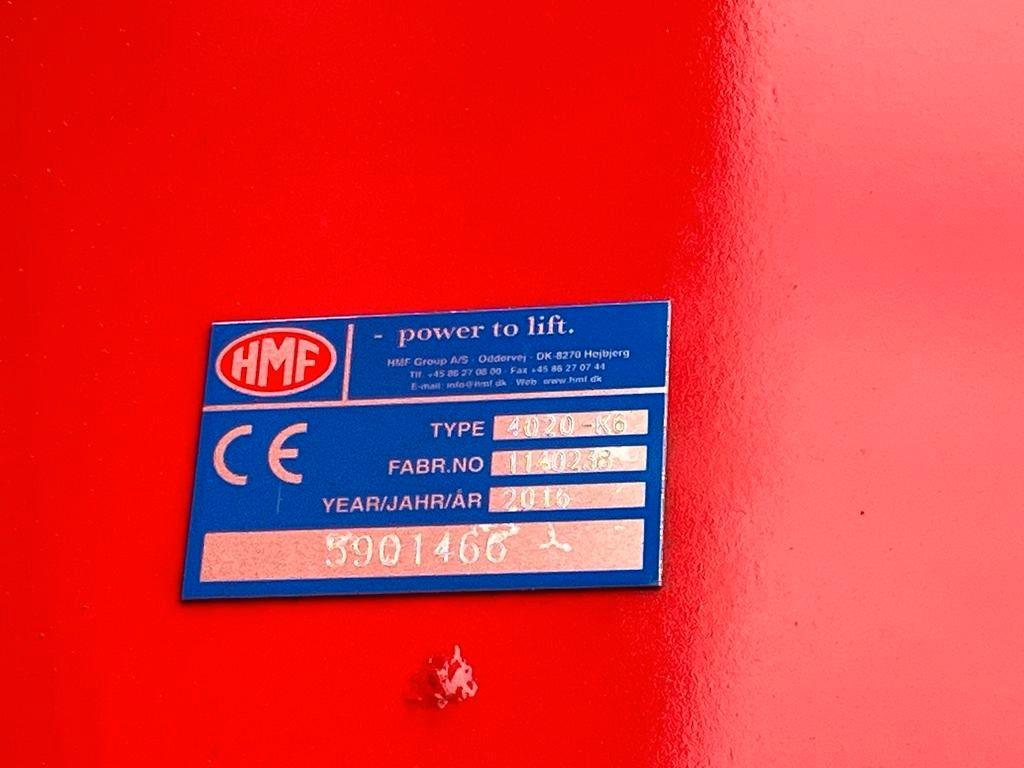 HMF
- power to lift.
HMF Group A/S · Oddervej · DK-8270 Højbjerg
Tlf. +45 86 27 08 00 · Fax +45 86 27 07 44
E-mail: info@hmf.dk · Web: www.hmf.dk
CE
TYPE 4020-K6
FABR.NO 1140238
YEAR/JAHR/ÅR 2016
5901466